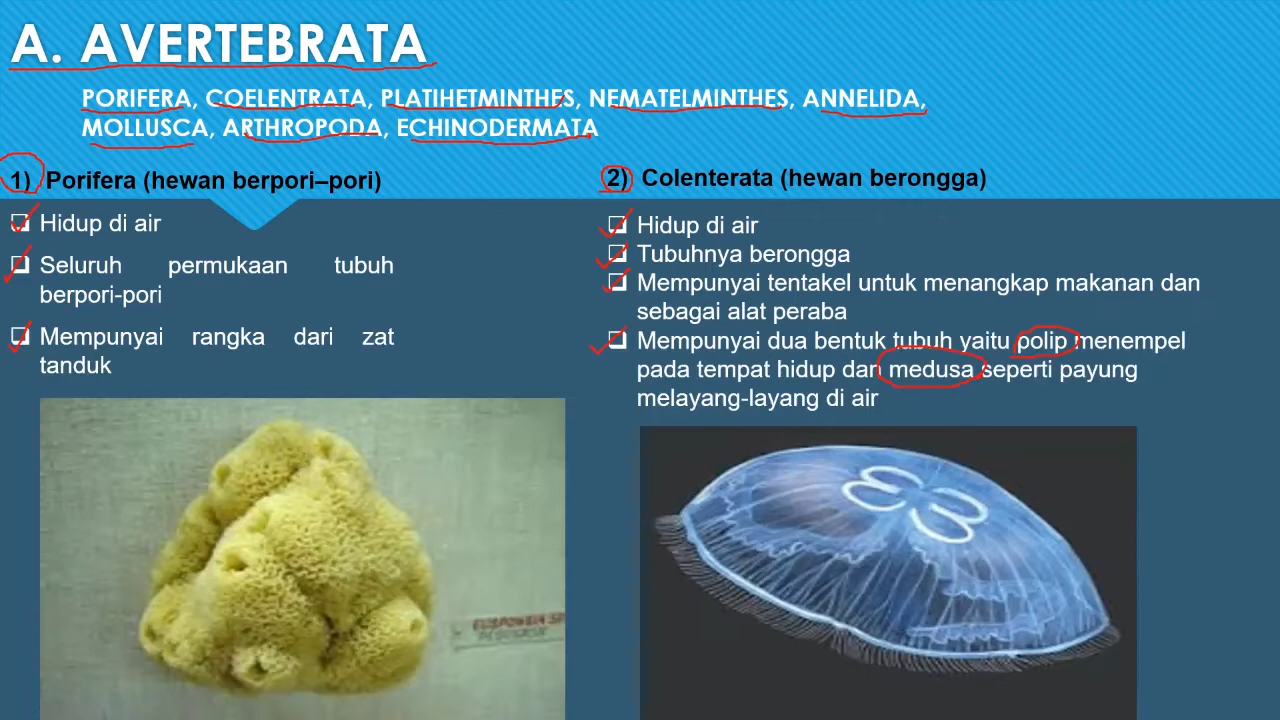 A. AVERTEBRATA
PORIFERA, COELENTRATA, PLATIHETMINTHES, NEMATELMINTHES, ANNELIDA,
MOLLUSCA, ARTHROPODA, ECHINODERMATA
1) Porifera (hewan berpori–pori)
Hidup di air
Seluruh permukaan tubuh
berpori-pori
Mempunyai rangka dari zat
tanduk
2) Colenterata (hewan berongga)
Hidup di air
Tubuhnya berongga
Mempunyai tentakel untuk menangkap makanan dan
sebagai alat peraba
Mempunyai dua bentuk tubuh yaitu polip menempel
pada tempat hidup dan medusa seperti payung
melayang-layang di air